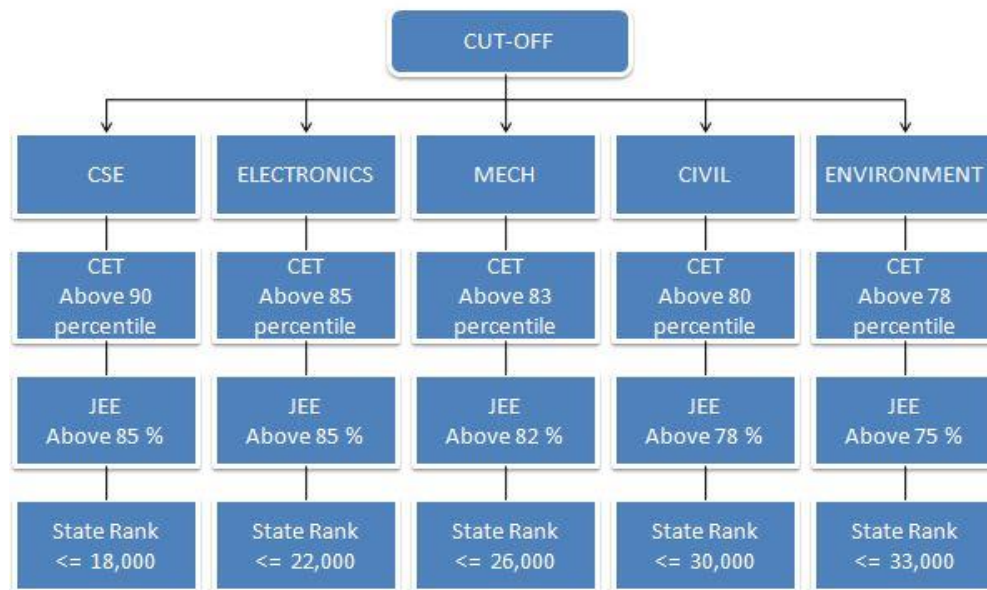 CUT-OFF
CSE
ELECTRONICS
MECH
CIVIL
ENVIRONMENT
CET
Above 90
percentile
CET
Above 85
percentile
CET
Above 83
percentile
CET
Above 80
percentile
CET
Above 78
percentile
JEE
Above 85 %
JEE
Above 85 %
JEE
Above 82 %
JEE
Above 78 %
JEE
Above 75 %
State Rank
<= 18,000
State Rank
<= 22,000
State Rank
<= 26,000
State Rank
<= 30,000
State Rank
<= 33,000